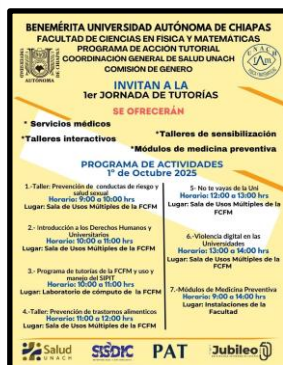 BENEMÉRITA UNIVERSIDAD AUTÓNOMA DE CHIAPAS
FACULTAD DE CIENCIAS EN FISICA Y MATEMATICAS
PROGRAMA DE ACCIÓN TUTORIAL
COORDINACION GENERAL DE SALUD UNACH
COMISION DE GENERO
AUTONOMA
INVITAN A LA
1er JORNADA DE TUTORÍAS
SE OFRECERÁN
* Servicios médicos
*Talleres interactivos
*Talleres de sensibilización
*Módulos de medicina preventiva
PROGRAMA DE ACTIVIDADES
1º de Octubre 2025
1.-Taller: Prevención de conductas de riesgo y
salud sexual
Horario: 9:00 a 10:00 hrs
Lugar: Sala de Usos Múltiples de la FCFM
2.- Introducción a los Derechos Humanos y
Universitarios
Horario: 10:00 a 11:00 hrs
Lugar: Sala de Usos Múltiples de la FCFM
3.- Programa de tutorías de la FCFM y uso y
manejo del SIPIT
Horario: 10:00 a 11:00 hrs
Lugar: Laboratorio de cómputo de la FCFM
4.-Taller: Prevención de trastornos alimenticos
Horario: 11:00 a 12:00 hrs
Lugar: Sala de Usos Múltiples de la FCFM
5- No te vayas de la Uni
Horario: 12:00 a 13:00 hrs
Lugar: Sala de Usos Múltiples de la FCFM
6.-Violencia digital en las
Universidades
Horario: 13:00 a 14:00 hrs
Lugar: Sala de Usos Múltiples de la FCFM
7.-Módulos de Medicina Preventiva
Horario: 9:00 a 14:00 hrs
Lugar: Instalaciones de la
Facultad
Salud
UNACH
PAT
Jubileo